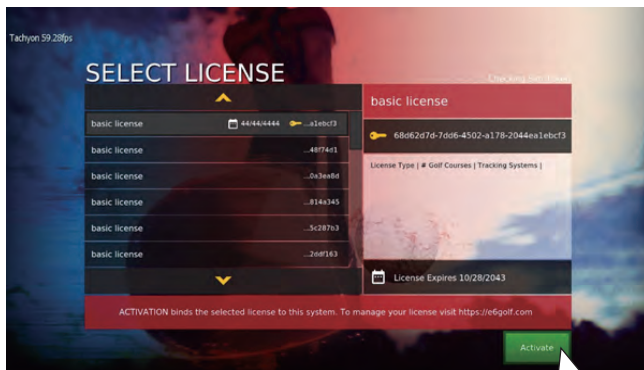 Tachyon 59.28fps
SELECT LICENSE
basic license 44/44/4444 ...a1ebcf3
basic license ...48f74d1
basic license ...0a3ea8d
basic license ...814a345
basic license ...5c287b3
basic license ...2ddf163
basic license
68d62d7d-7dd6-4502-a178-2044ea1ebcf3
License Type | # Golf Courses | Tracking Systems |
License Expires 10/28/2043
ACTIVATION binds the selected license to this system. To manage your license visit https://e6golf.com
Activate